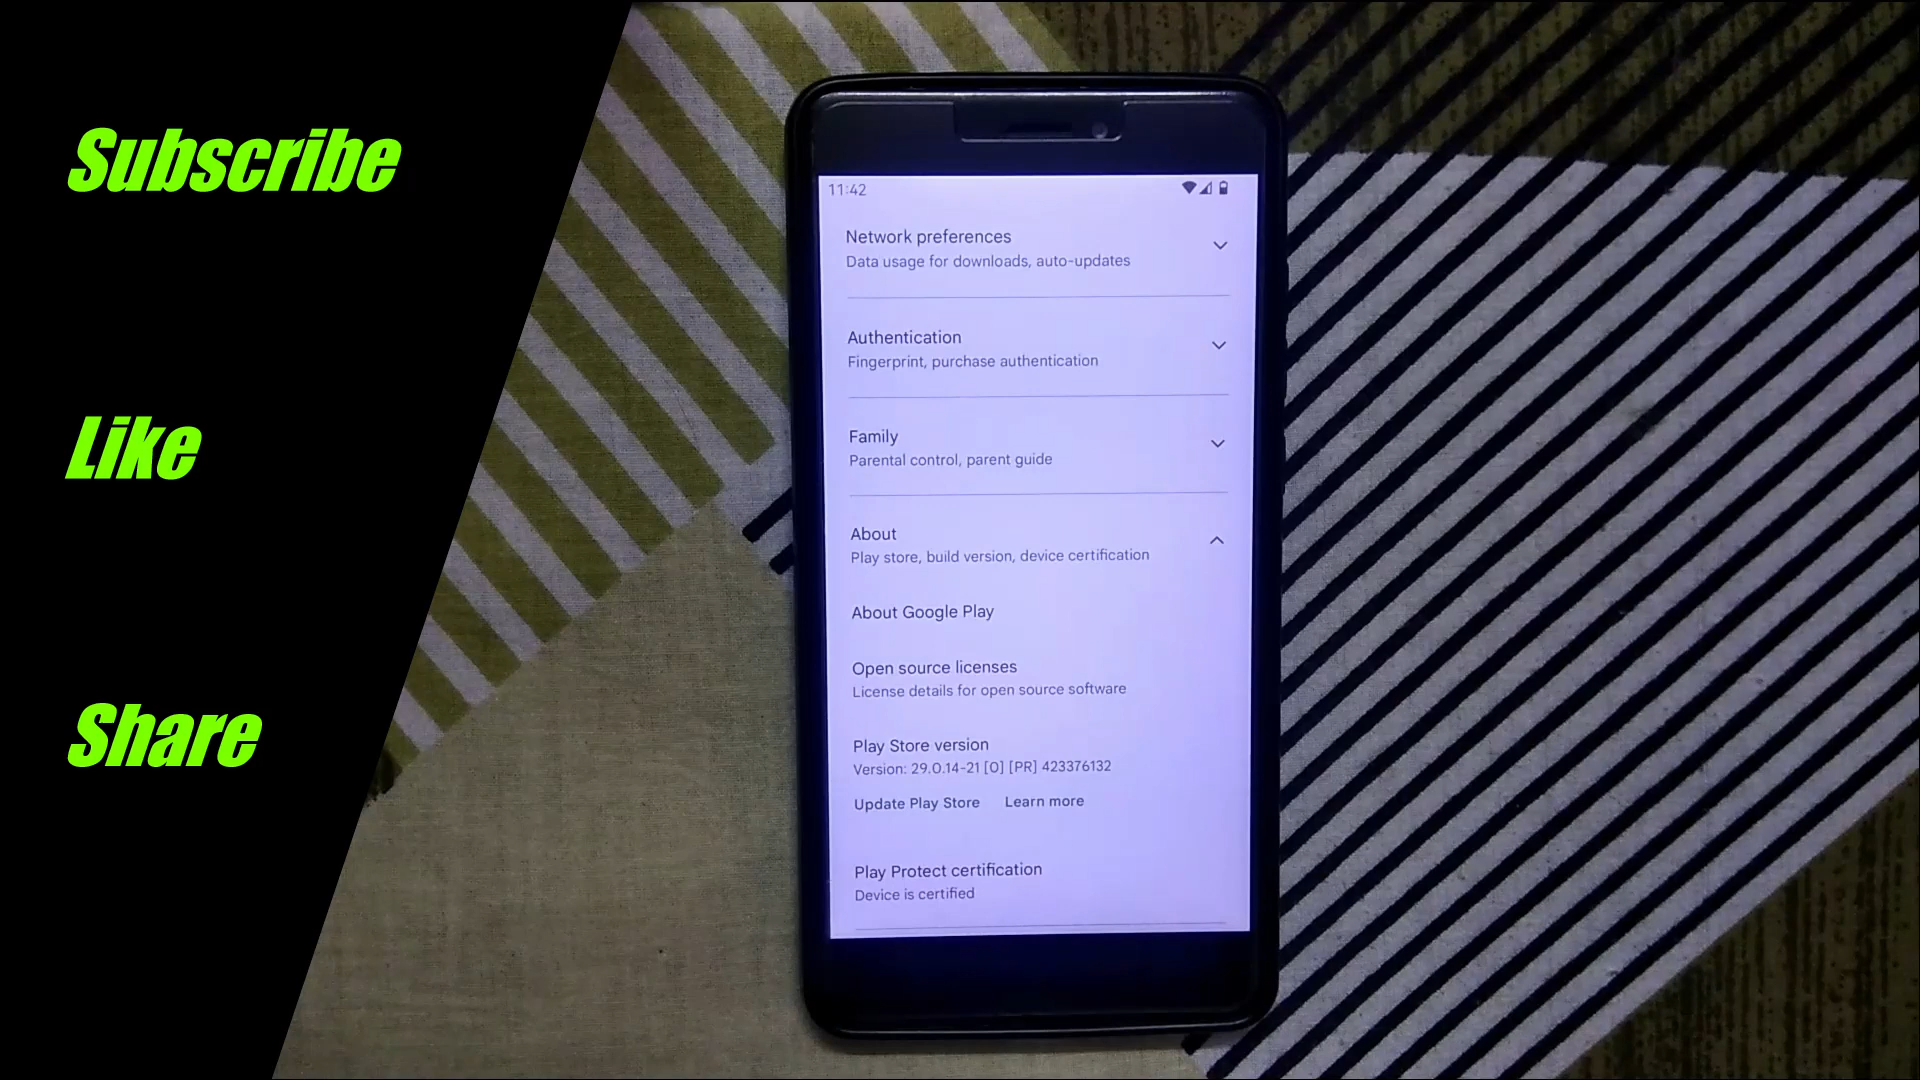 Subscribe
Like
Share
11:42
Network preferences
Data usage for downloads, auto-updates
Authentication
Fingerprint, purchase authentication
Family
Parental control, parent guide
About
Play store, build version, device certification
About Google Play
Open source licenses
License details for open source software
Play Store version
Version: 29.0.14-21 [0] [PR] 423376132
Update Play Store Learn more
Play Protect certification
Device is certified